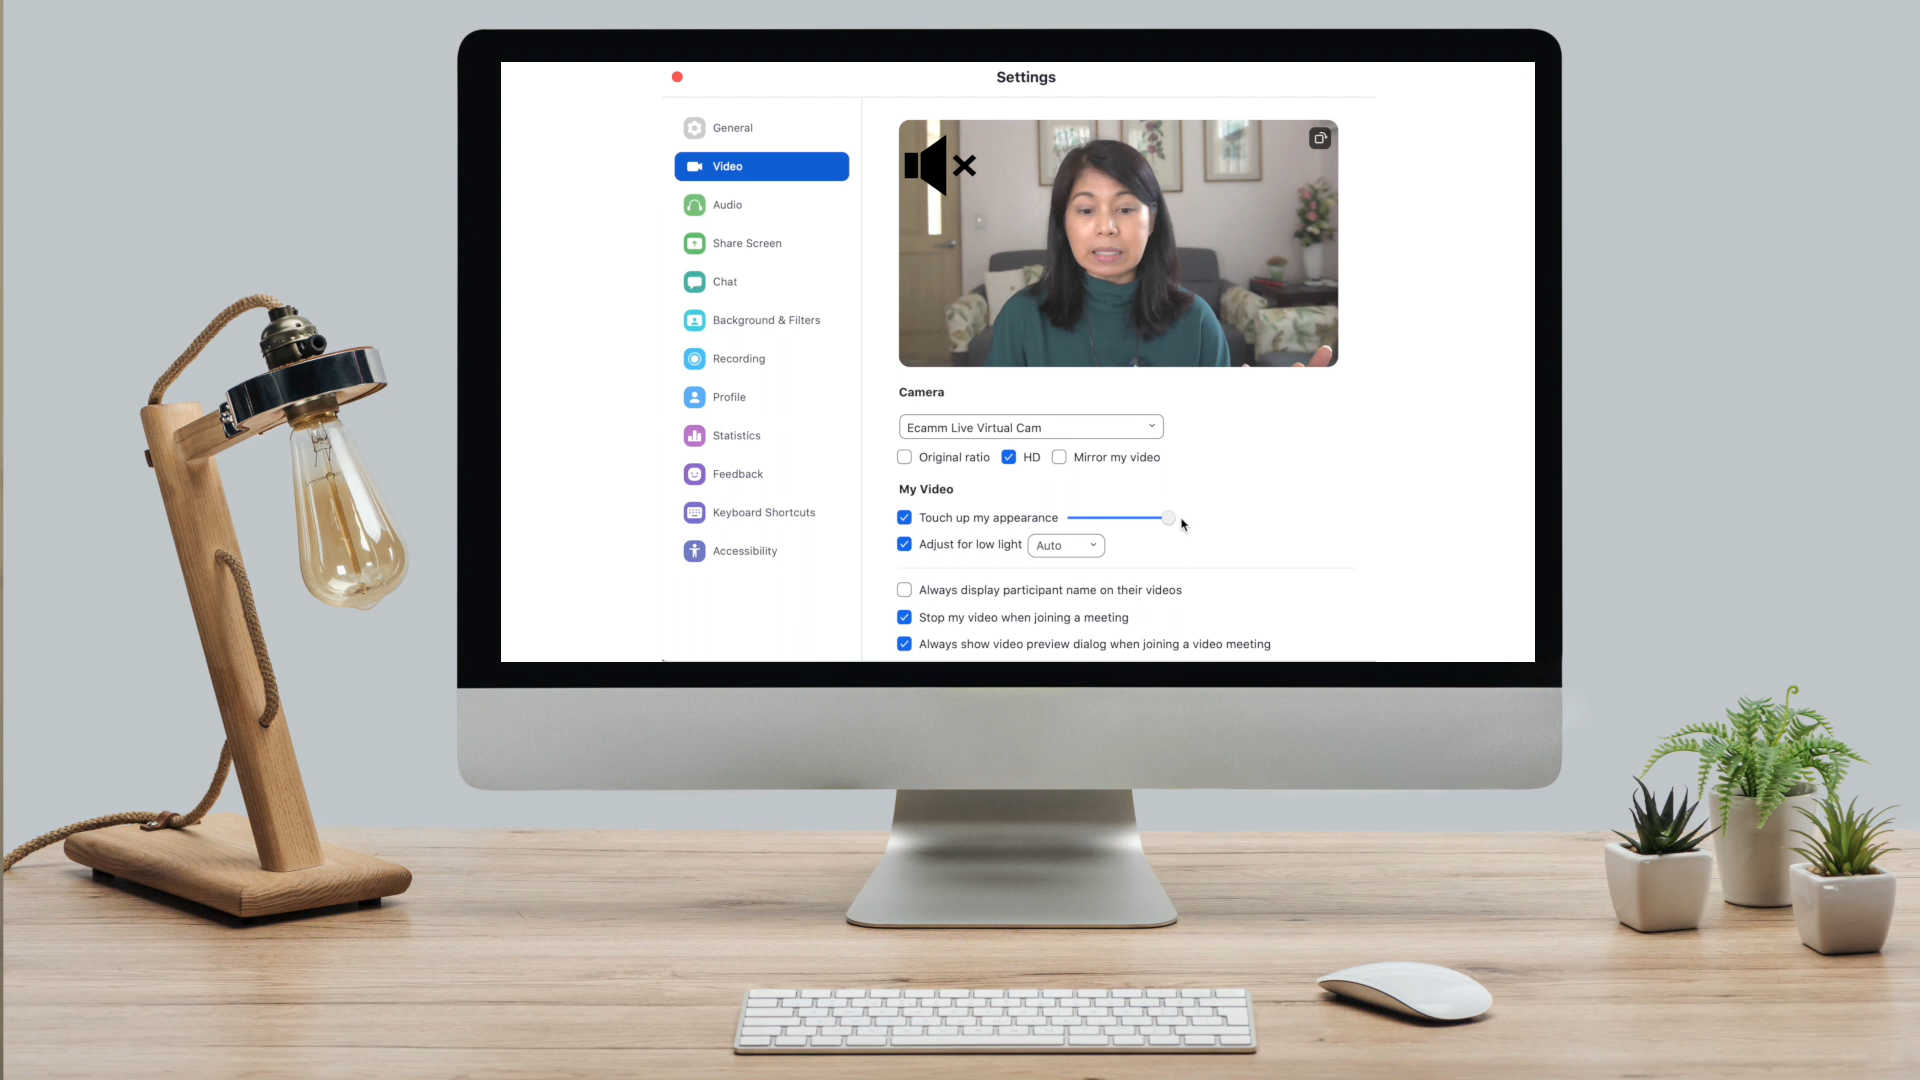 Settings
General
Video
Audio
Share Screen
Chat
Background & Filters
Recording
Profile
Statistics
Feedback
Keyboard Shortcuts
Accessibility
Camera
Ecamm Live Virtual Cam
Original ratio HD Mirror my video
My Video
Touch up my appearance
Adjust for low light Auto
Always display participant name on their videos
Stop my video when joining a meeting
Always show video preview dialog when joining a video meeting